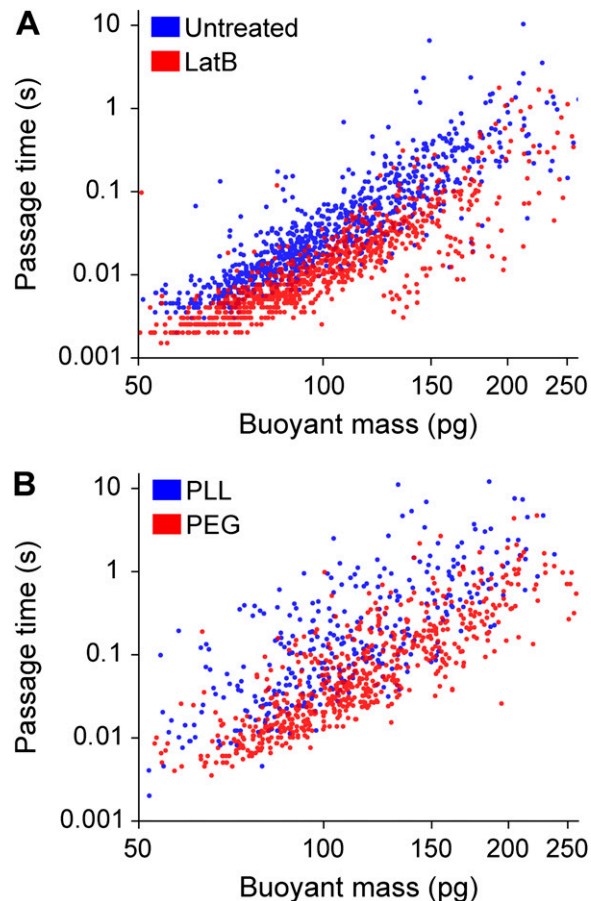 A
Untreated
LatB
Passage time (s)
10
1
0.1
0.01
0.001
50
100
150
200
250
Buoyant mass (pg)
B
PLL
PEG
Passage time (s)
10
1
0.1
0.01
0.001
50
100
150
200
250
Buoyant mass (pg)